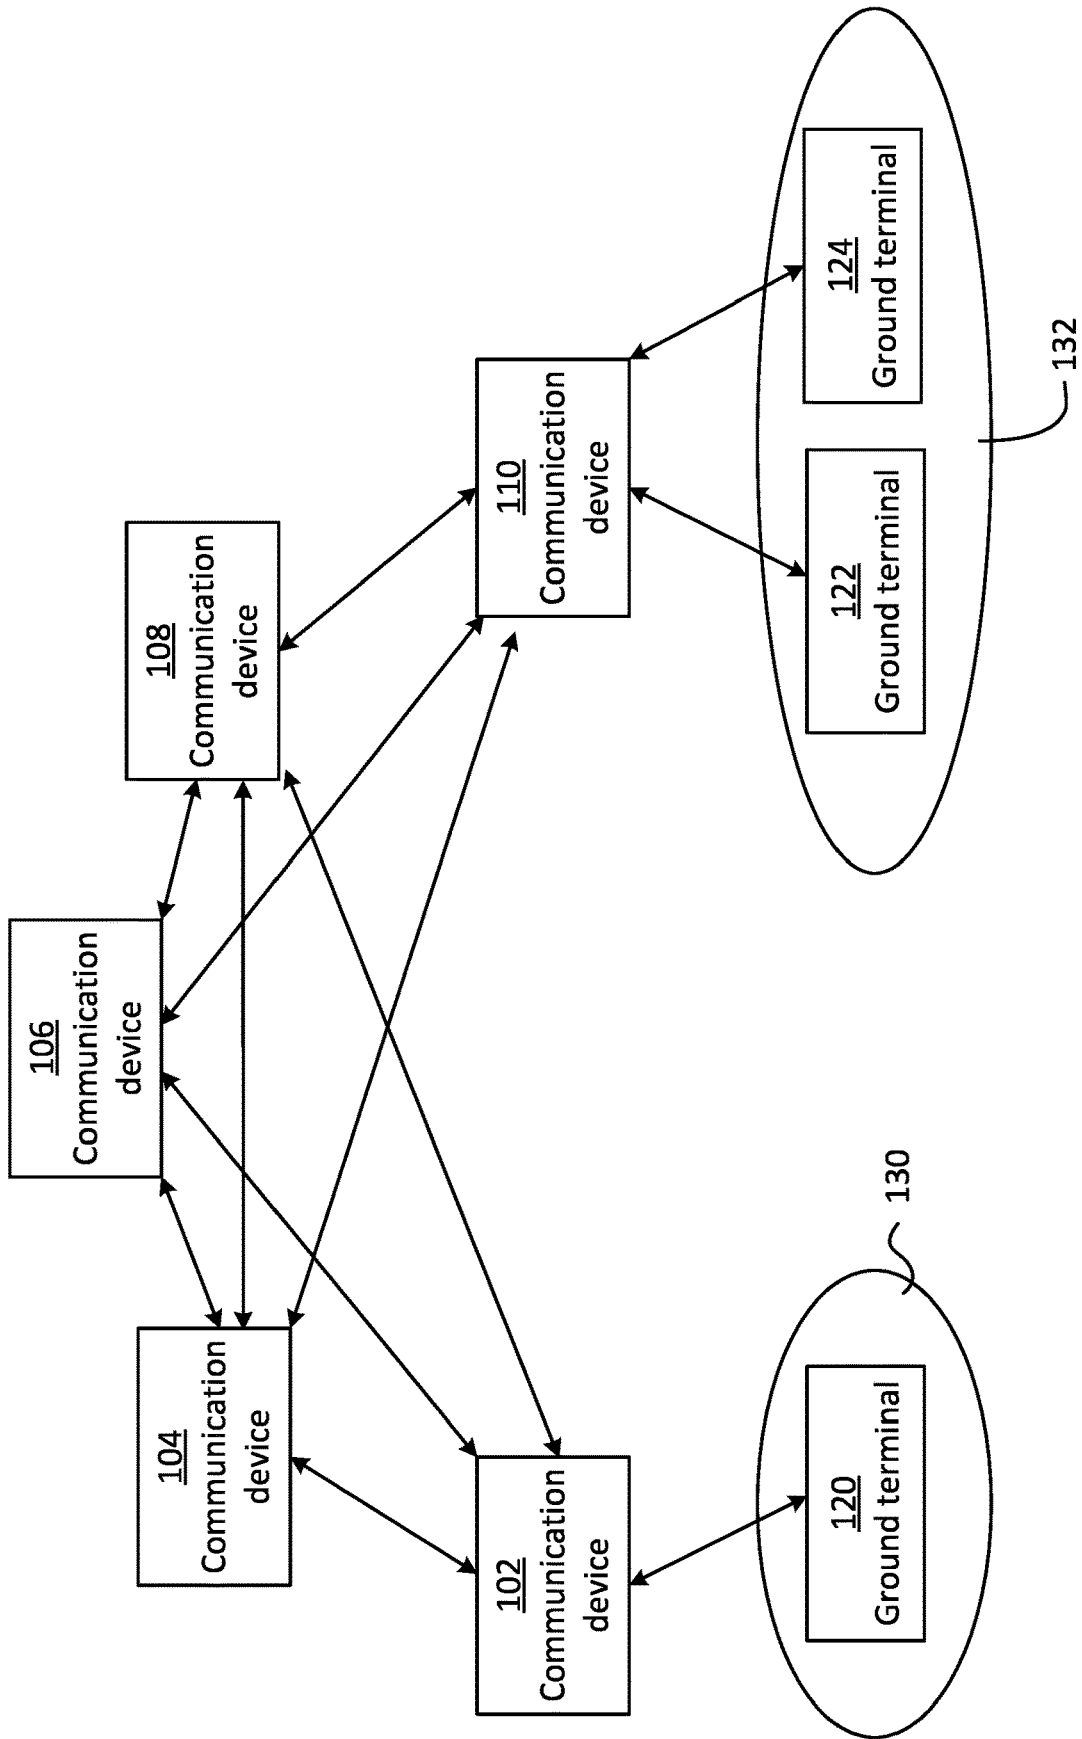 106
Communication
device
104
Communication
device
108
Communication
device
102
Communication
device
110
Communication
device
120
Ground terminal
130
122
Ground terminal
124
Ground terminal
132